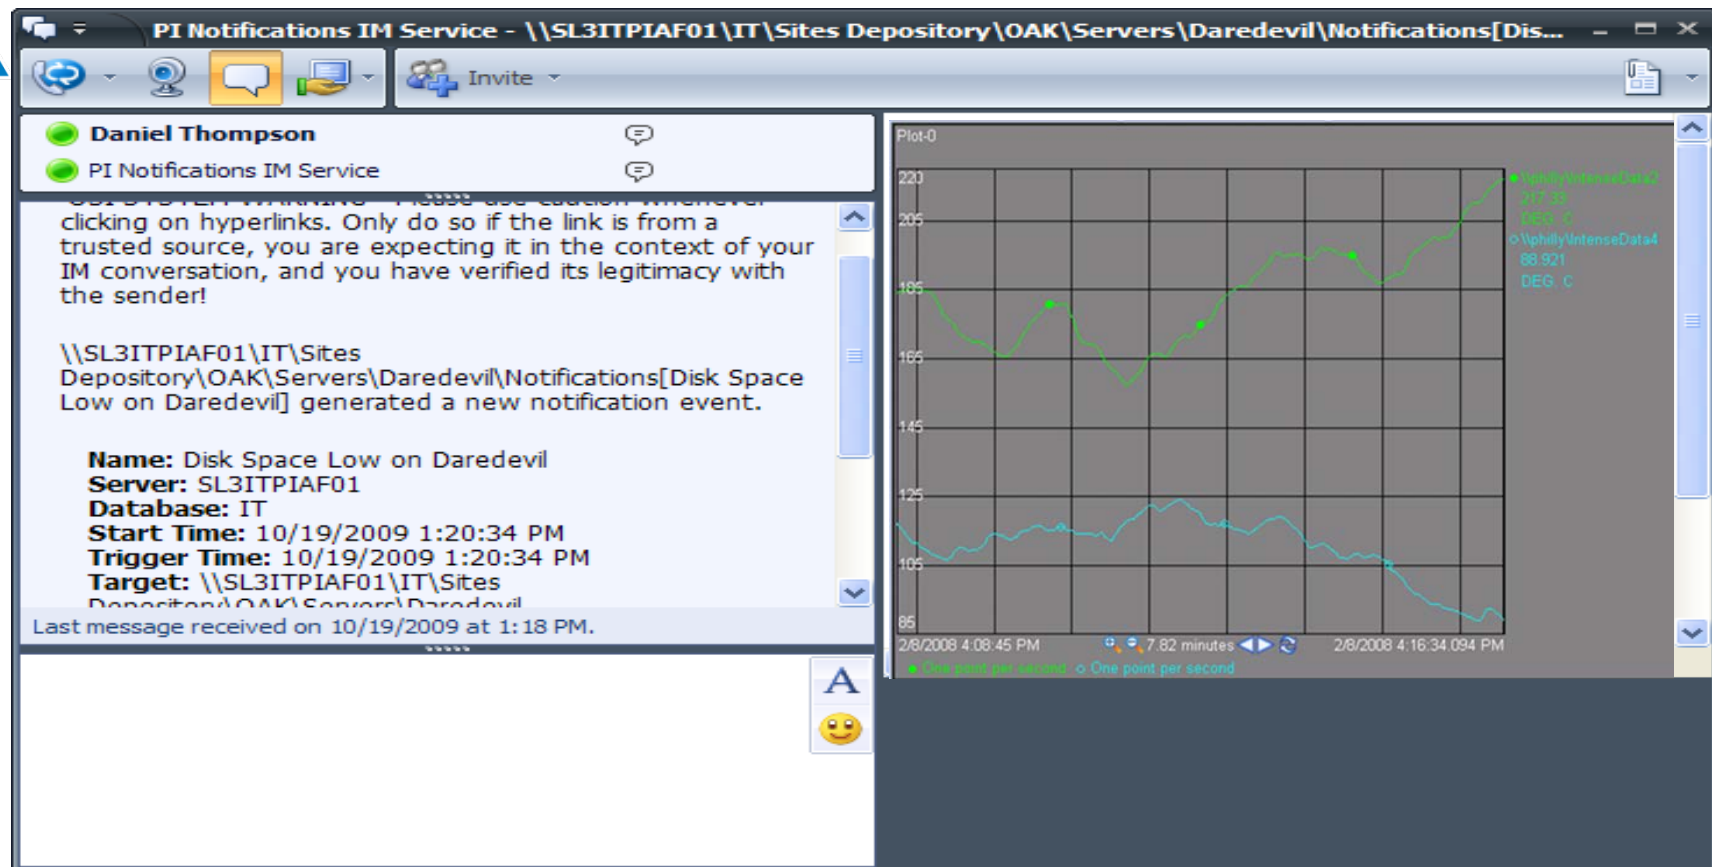 PI Notifications IM Service - \\SL3ITPIAF01\IT\Sites Depository\OAK\Servers\Daredevil\Notifications[Dis...
Invite
Daniel Thompson
PI Notifications IM Service
clicking on hyperlinks. Only do so if the link is from a
trusted source, you are expecting it in the context of your
IM conversation, and you have verified its legitimacy with
the sender!
\\SL3ITPIAF01\IT\Sites
Depository\OAK\Servers\Daredevil\Notifications[Disk Space
Low on Daredevil] generated a new notification event.
Name: Disk Space Low on Daredevil
Server: SL3ITPIAF01
Database: IT
Start Time: 10/19/2009 1:20:34 PM
Trigger Time: 10/19/2009 1:20:34 PM
Target: \\SL3ITPIAF01\IT\Sites
Depository\OAK\Servers\Daredevil
Last message received on 10/19/2009 at 1:18 PM.
A
Plot-0
220
205
185
165
145
125
105
85
\\philly\IntenseData2
217.33
DEG. C
\\philly\IntenseData4
88.921
DEG. C
2/8/2008 4:08:45 PM
7.82 minutes
2/8/2008 4:16:34.094 PM
One point per second
One point per second